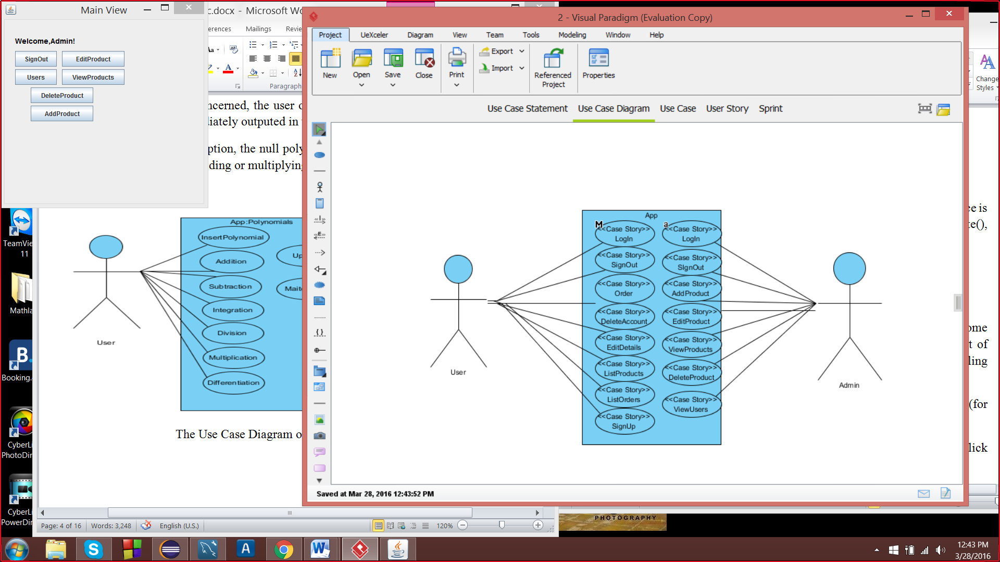 Main View
Welcome,Admin!
SignOut
EditProduct
Users
ViewProducts
DeleteProduct
AddProduct
c.docx - Microsoft Wo
erences
Mailings
Revie
Aa
A
Paragraph
ncerned, the user o
liately outputed in
ption, the null poly
ding or multiplying
App:Polynomials
InsertPolynomial
Addition
Up
Subtraction
Integration
Division
Multiplication
Differentiation
User
The Use Case Diagram o
Page: 4 of 16
Words: 3,248
English (U.S.)
120%
TeamVie
11
Mathla
B.
Booking.
CyberLi
PhotoDir
CyberLi
PowerDir
2 - Visual Paradigm (Evaluation Copy)
Project
UeXceler
Diagram
View
Team
Tools
Modeling
Window
Help
New
Open
Save
Close
Print
Export
Import
Referenced
Project
Properties
Use Case Statement
Use Case Diagram
Use Case
User Story
Sprint
App
M
<<Case Story>>
LogIn
<<Case Story>>
SignOut
<<Case Story>>
Order
<<Case Story>>
DeleteAccount
<<Case Story>>
EditDetails
<<Case Story>>
ListProducts
<<Case Story>>
ListOrders
<<Case Story>>
SignUp
a
<<Case Story>>
LogIn
<<Case Story>>
SIgnOut
<<Case Story>>
AddProduct
<<Case Story>>
EditProduct
<<Case Story>>
ViewProducts
<<Case Story>>
DeleteProduct
<<Case Story>>
ViewUsers
User
Admin
Saved at Mar 28, 2016 12:43:52 PM
Change
Styles
ee is
te(),
ome
t of
ling
(for
lick
PHOTOGRAPHY
12:43 PM
3/28/2016